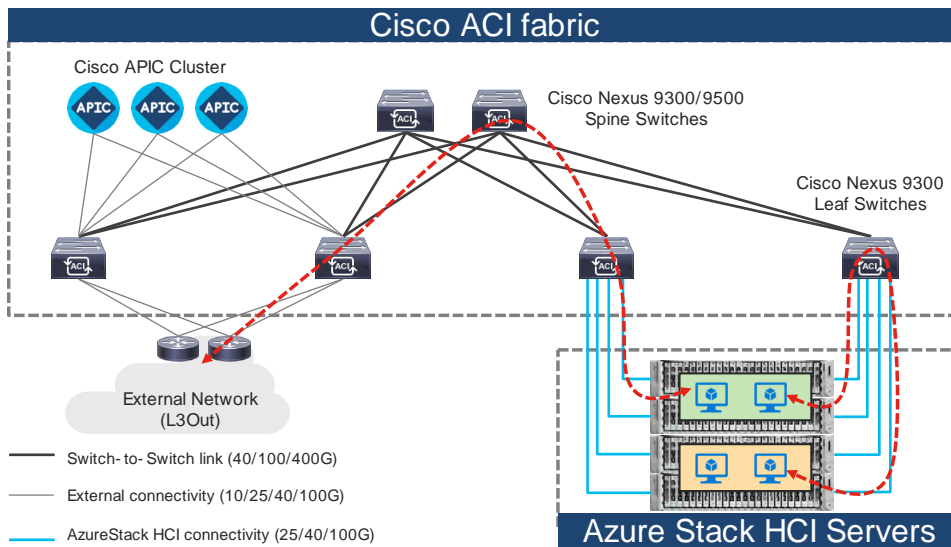 Cisco ACI fabric
Cisco APIC Cluster
APIC
APIC
APIC
ACI
ACI
Cisco Nexus 9300/9500
Spine Switches
Cisco Nexus 9300
Leaf Switches
ACI
ACI
ACI
ACI
External Network
(L3Out)
Switch-to-Switch link (40/100/400G)
External connectivity (10/25/40/100G)
AzureStack HCI connectivity (25/40/100G)
Azure Stack HCI Servers